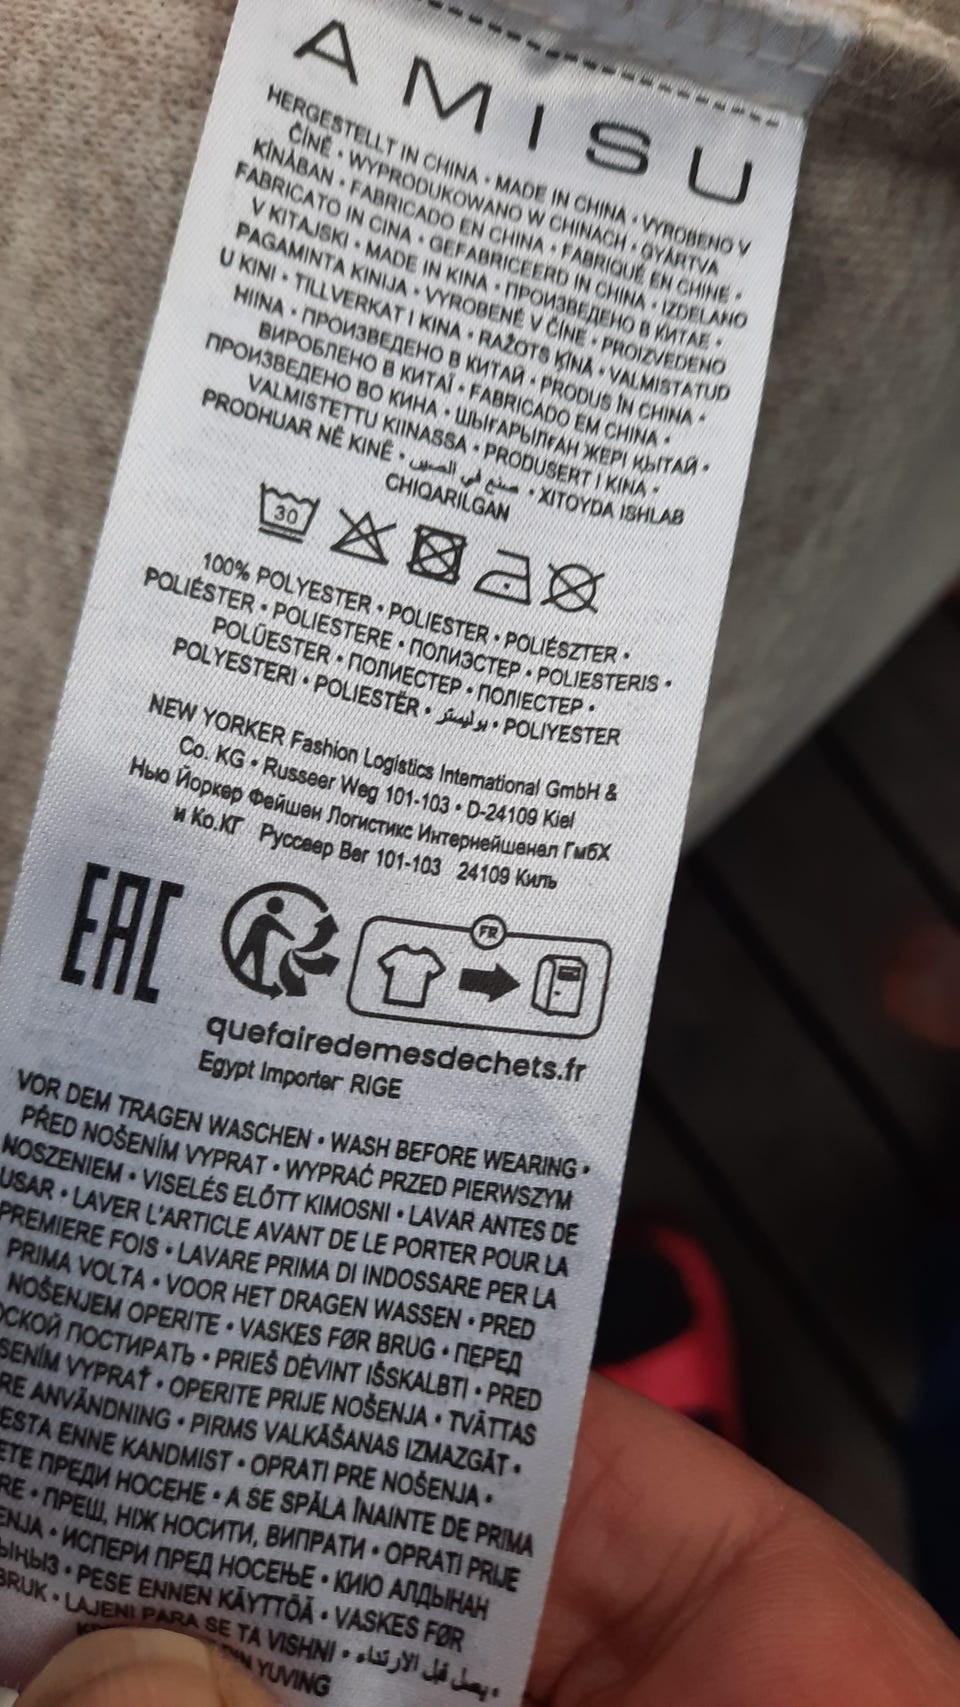 AMISU
HERGESTELLT IN CHINA • MADE IN CHINA • VYROBENO V
ČÍNĚ • WYPRODUKOWANO W CHINACH • GYÁRTVA
KÍNÁBAN • FABRICADO EN CHINA • FABRIQUÉ EN CHINE •
FABRICATO IN CINA • GEFABRICEERD IN CHINA • IZDELANO
V KITAJSKI • MADE IN KINA • ПРОИЗВЕДЕНО В КИТАЕ •
PAGAMINTA KINIJA • VYROBENÉ V ČÍNE • PROIZVEDENO
U KINI • TILLVERKAT I KINA • RAŽOTS ĶĪNĀ • VALMISTATUD
HIINA • ПРОИЗВЕДЕНО В КИТАЙ • PRODUS ÎN CHINA •
ВИРОБЛЕНО В КИТАЇ • FABRICADO EM CHINA •
ПРОИЗВЕДЕНО ВО КИНА • ШЫҒАРЫЛҒАН ЖЕРІ ҚЫТАЙ •
VALMISTETTU KIINASSA • PRODUSERT I KINA •
PRODHUAR NË KINË • صنع في الصين • XITOYDA ISHLAB
CHIQARILGAN
30
100% POLYESTER • POLIESTER • POLIÉSZTER •
POLIÉSTER • POLIESTERE • ПОЛИЭСТЕР • POLIESTERIS •
POLÜESTER • ПОЛИЕСТЕР • ПОЛІЕСТЕР •
POLYESTERI • POLIESTËR • بوليستر • POLIYESTER
NEW YORKER Fashion Logistics International GmbH &
Co. KG • Russeer Weg 101-103 • D-24109 Kiel
Нью Йоркер Фейшен Логистикс Интернейшенал ГмбХ
и Ко.КГ Руссеер Вег 101-103 24109 Киль
EAC
FR
quefairedemesdechets.fr
Egypt Importer RIGE
VOR DEM TRAGEN WASCHEN • WASH BEFORE WEARING •
PŘED NOŠENÍM VYPRAT • WYPRAĆ PRZED PIERWSZYM
NOSZENIEM • VISELÉS ELŐTT KIMOSNI • LAVAR ANTES DE
USAR • LAVER L'ARTICLE AVANT DE LE PORTER POUR LA
PREMIERE FOIS • LAVARE PRIMA DI INDOSSARE PER LA
PRIMA VOLTA • VOOR HET DRAGEN WASSEN • PRED
NOŠENJEM OPERITE • VASKES FØR BRUG • ПЕРЕД
ПОСТИРАТЬ • PRIEŠ DĖVINT IŠSKALBTI • PRED
VYPRAŤ • OPERITE PRIJE NOŠENJA • TVÄTTAS
ANVÄNDNING • PIRMS VALKĀŠANAS IZMAZGĀT •
ENNE KANDMIST • OPRATI PRE NOŠENJA •
ПРЕДИ НОСЕНЕ • A SE SPĂLA ÎNAINTE DE PRIMA
• ПРЕШ, НІЖ НОСИТИ, ВИПРАТИ • OPRATI PRIJE
• ИСПЕРИ ПРЕД НОСЕЊЕ • КИЮ АЛДЫНАН
• PESE ENNEN KÄYTTÖÄ • VASKES FØR
BRUK • LAJENI PARA SE TA VISHNI • يغسل قبل الارتداء •
YUVING